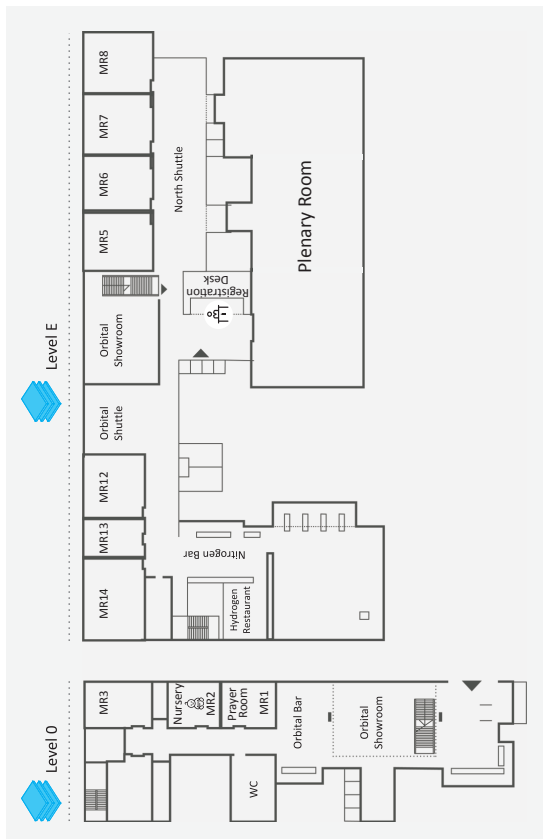 Level E
MR8
MR7
MR6
MR5
North Shuttle
Plenary Room
Registration
Desk
Orbital
Showroom
Orbital
Shuttle
MR12
MR13
MR14
Nitrogen Bar
Hydrogen
Restaurant
Level 0
MR3
Nursery
MR2
Prayer
Room
MR1
Orbital Bar
Orbital
Showroom
WC